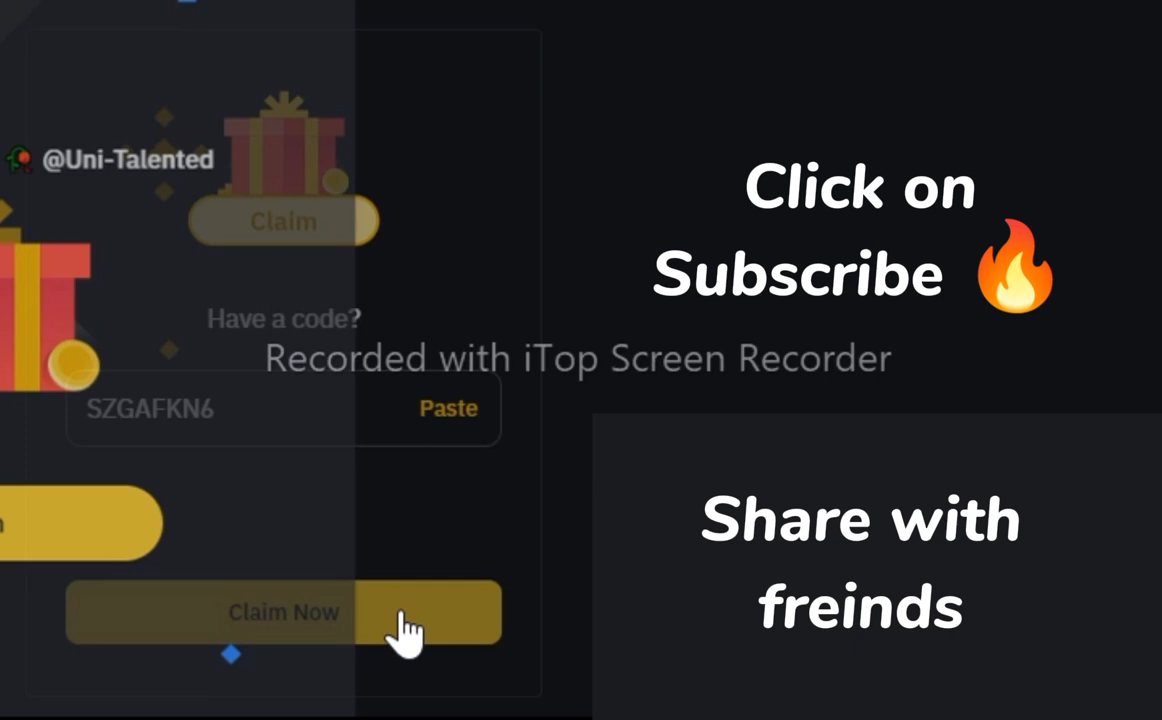 @Uni-Talented
Claim
Have a code?
SZGAFKN6 Paste
Claim Now
Recorded with iTop Screen Recorder
Click on
Subscribe 🔥
Share with
freinds